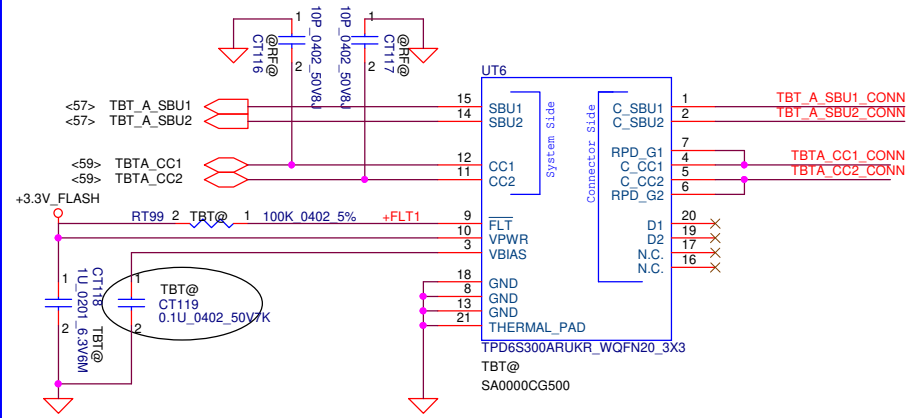 1
10P_0402_50V8J
@RF@
CT116
2
1
10P_0402_50V8J
@RF@
CT117
2
UT6
<57> TBT_A_SBU1
15
SBU1
C_SBU1
1
TBT_A_SBU1_CONN
<57> TBT_A_SBU2
14
SBU2
C_SBU2
2
TBT_A_SBU2_CONN
System Side
Connector Side
RPD_G1
7
<59> TBTA_CC1
12
CC1
C_CC1
4
TBTA_CC1_CONN
<59> TBTA_CC2
11
CC2
C_CC2
5
TBTA_CC2_CONN
RPD_G2
6
+3.3V_FLASH
RT99 2 TBT@ 1 100K_0402_5% +FLT1
9
FLT
D1
20
10
VPWR
D2
19
3
VBIAS
N.C.
17
N.C.
16
18
GND
8
GND
13
GND
21
THERMAL_PAD
1
CT118
1U_0201_6.3V6M
TBT@
2
1
TBT@
CT119
0.1U_0402_50V7K
2
TPD6S300ARUKR_WQFN20_3X3
TBT@
SA0000CG500